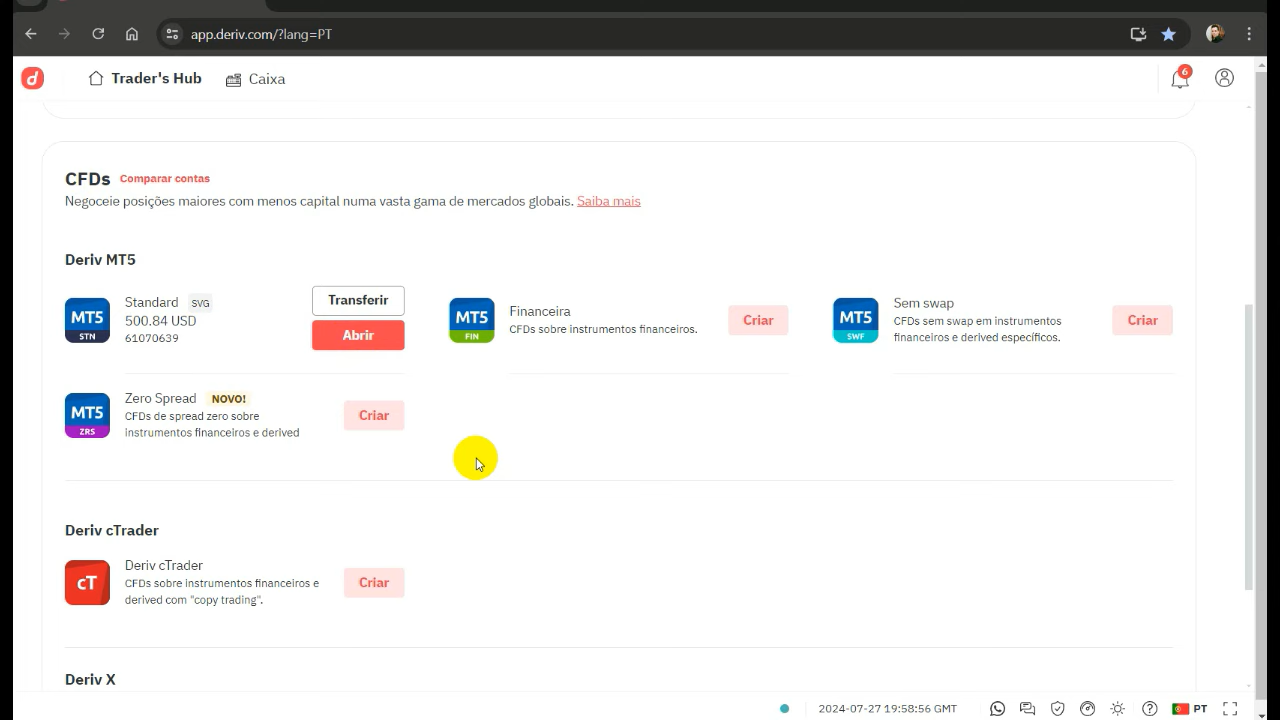 app.deriv.com/?lang=PT
Trader's Hub
Caixa
6
CFDs Comparar contas
Negoceie posições maiores com menos capital numa vasta gama de mercados globais. Saiba mais
Deriv MT5
MT5
STN
Standard SVG
500.84 USD
61070639
Transferir
Abrir
MT5
FIN
Financeira
CFDs sobre instrumentos financeiros.
Criar
MT5
SWF
Sem swap
CFDs sem swap em instrumentos
financeiros e derived específicos.
Criar
MT5
ZRS
Zero Spread NOVO!
CFDs de spread zero sobre
instrumentos financeiros e derived
Criar
Deriv cTrader
cT
Deriv cTrader
CFDs sobre instrumentos financeiros e
derived com "copy trading".
Criar
Deriv X
2024-07-27 19:58:56 GMT
PT